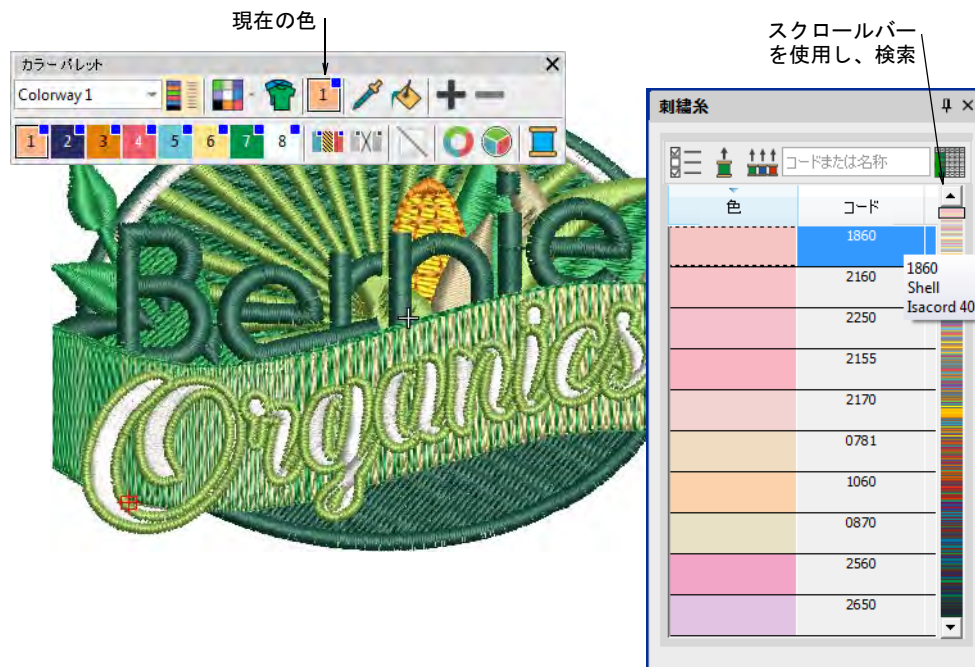 現在の色
スクロールバー
を使用し、検索
カラー パレット
Colorway 1
1
1
2
3
4
5
6
7
8
刺繍糸
コードまたは名称
色
コード
1860
2160
2250
2155
2170
0781
1060
0870
2560
2650
1860
Shell
Isacord 40
Bernie
Organics